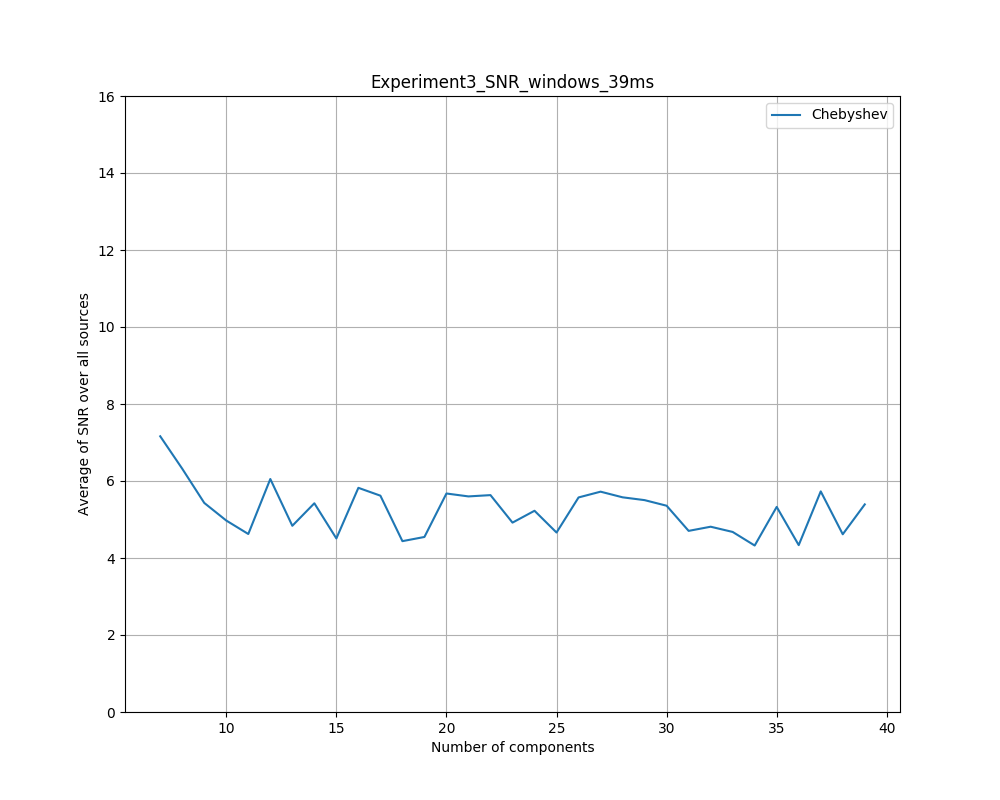 Experiment3_SNR_windows_39ms
Chebyshev
16
14
12
10
8
6
4
2
0
Average of SNR over all sources
10 15 20 25 30 35 40
Number of components